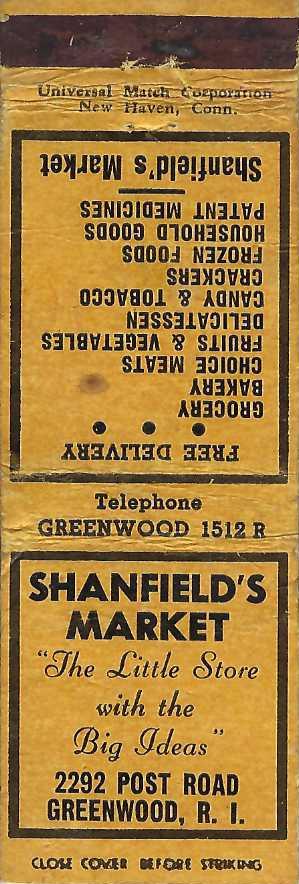 Universal Match Corporation
New Haven, Conn.
FREE DELIVERY
• • •
GROCERY
BAKERY
CHOICE MEATS
FRUITS & VEGETABLES
DELICATESSEN
CANDY & TOBACCO
CRACKERS
FROZEN FOODS
HOUSEHOLD GOODS
PATENT MEDICINES
Shanfield's Market
Telephone
GREENWOOD 1512 R
SHANFIELD'S
MARKET
"The Little Store
with the
Big Ideas"
2292 POST ROAD
GREENWOOD, R. I.
CLOSE COVER BEFORE STRIKING